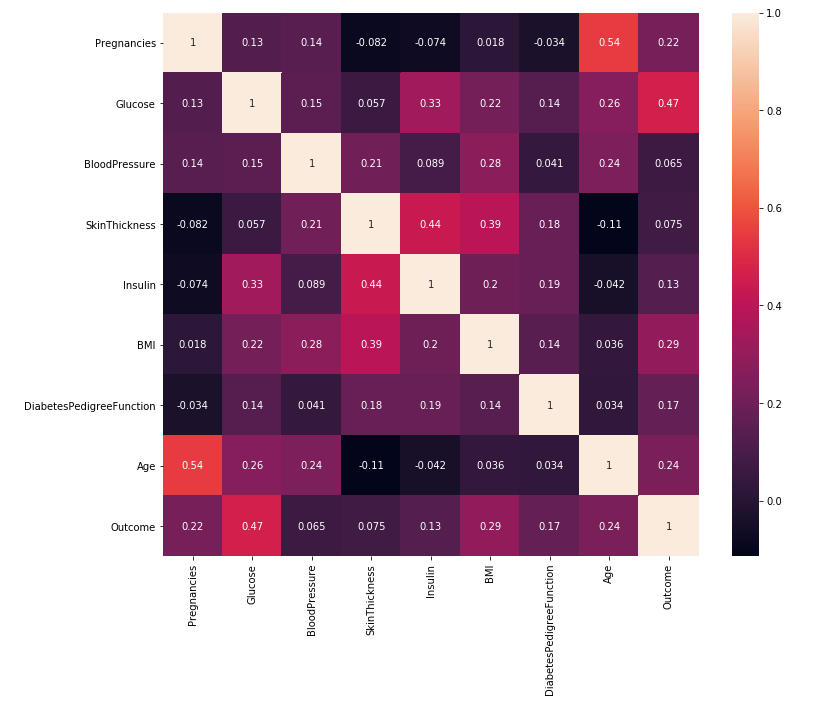 Pregnancies 1 0.13 0.14 -0.082 -0.074 0.018 -0.034 0.54 0.22
Glucose 0.13 1 0.15 0.057 0.33 0.22 0.14 0.26 0.47
BloodPressure 0.14 0.15 1 0.21 0.089 0.28 0.041 0.24 0.065
SkinThickness -0.082 0.057 0.21 1 0.44 0.39 0.18 -0.11 0.075
Insulin -0.074 0.33 0.089 0.44 1 0.2 0.19 -0.042 0.13
BMI 0.018 0.22 0.28 0.39 0.2 1 0.14 0.036 0.29
DiabetesPedigreeFunction -0.034 0.14 0.041 0.18 0.19 0.14 1 0.034 0.17
Age 0.54 0.26 0.24 -0.11 -0.042 0.036 0.034 1 0.24
Outcome 0.22 0.47 0.065 0.075 0.13 0.29 0.17 0.24 1
Pregnancies
Glucose
BloodPressure
SkinThickness
Insulin
BMI
DiabetesPedigreeFunction
Age
Outcome
1.0
0.8
0.6
0.4
0.2
0.0